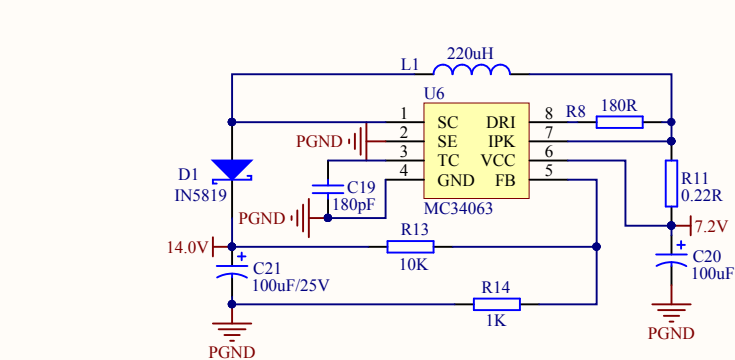 L1
220uH
U6
1
SC
DRI
8
R8
180R
PGND
2
SE
IPK
7
3
TC
VCC
6
4
GND
FB
5
D1
IN5819
C19
180pF
MC34063
R11
0.22R
PGND
7.2V
R13
14.0V
10K
C20
100uF
C21
100uF/25V
R14
1K
PGND
PGND